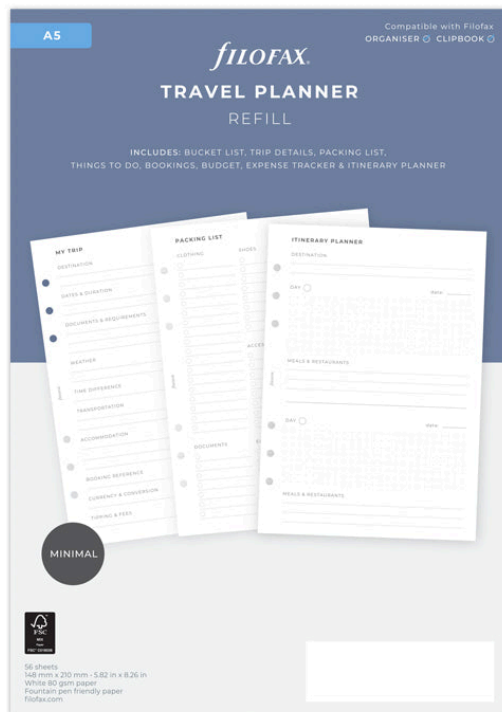 A5
Compatible with Filofax
ORGANISER CLIPBOOK
FILOFAX®
TRAVEL PLANNER
REFILL
INCLUDES: BUCKET LIST, TRIP DETAILS, PACKING LIST,
THINGS TO DO, BOOKINGS, BUDGET, EXPENSE TRACKER & ITINERARY PLANNER
MY TRIP
DESTINATION
DATES & DURATION
DOCUMENTS & REQUIREMENTS
WEATHER
TIME DIFFERENCE
TRANSPORTATION
ACCOMMODATION
BOOKING REFERENCE
CURRENCY & CONVERSION
TIPPING & FEES
filofax
PACKING LIST
CLOTHING
SHOES
DOCUMENTS
filofax
ITINERARY PLANNER
DESTINATION
DAY
DATE
MEALS & RESTAURANTS
DAY
DATE
MEALS & RESTAURANTS
filofax
MINIMAL
FSC
MIX
56 sheets
148 mm x 210 mm - 5.82 in x 8.26 in
White 80 gsm paper
Fountain pen friendly paper
filofax.com